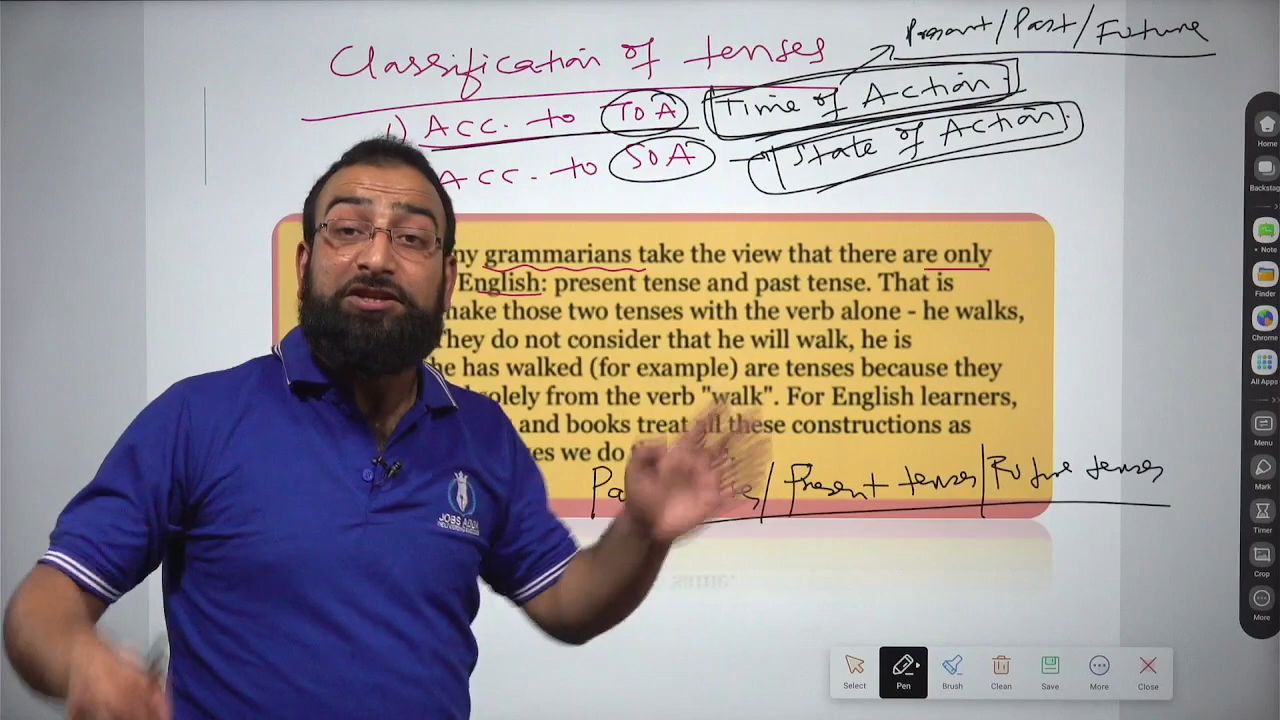 Present/Past/Future
Classification of tenses
1) Acc. to ToA Time of Action
Acc. to SoA State of Action
ny grammarians take the view that there are only
English: present tense and past tense. That is
make those two tenses with the verb alone - he walks,
They do not consider that he will walk, he is
he has walked (for example) are tenses because they
solely from the verb "walk". For English learners,
and books treat all these constructions as
es we do
Present tenses/Future tenses
JOBS ADDA
Home
Backstag
Note
Finder
Chrome
All Apps
Menu
Mark
Timer
Crop
More
Select Pen Brush Clean Save More Close